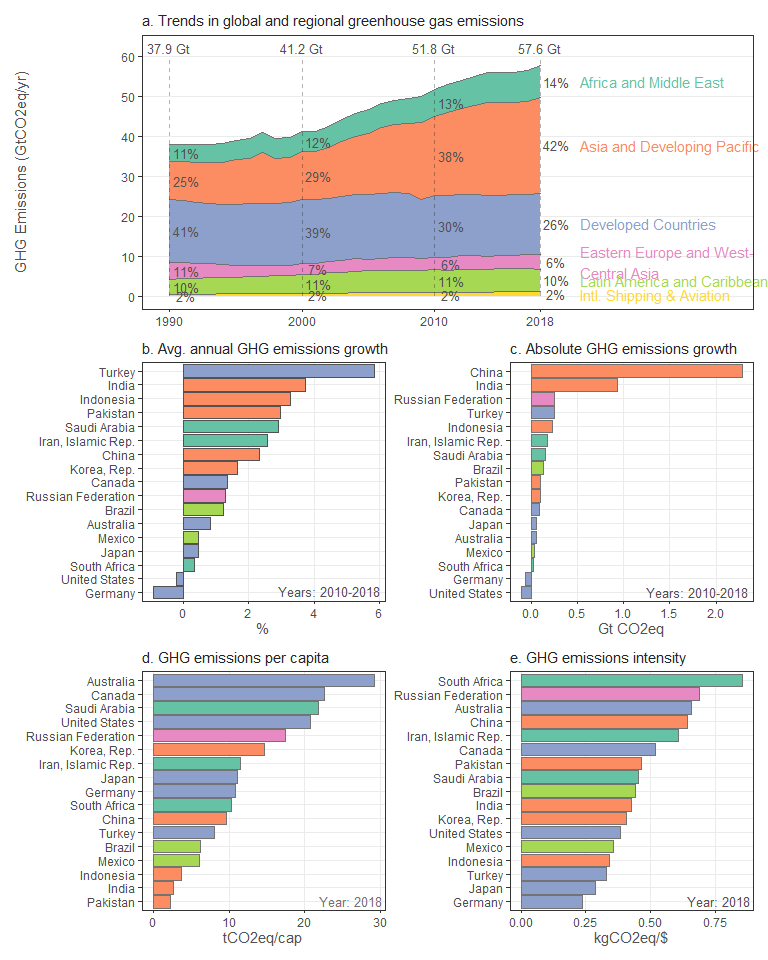 a. Trends in global and regional greenhouse gas emissions
37.9 Gt 41.2 Gt 51.8 Gt 57.6 Gt
GHG Emissions (GtCO2eq/yr)
60
50
40
30
20
10
0
11% 12% 13% 14% Africa and Middle East
25% 29% 38% 42% Asia and Developing Pacific
41% 39% 30% 26% Developed Countries
11% 7% 6% 6% Eastern Europe and West-
Central Asia
10% 11% 11% 10% Latin America and Caribbean
2% 2% 2% 2% Intl. Shipping & Aviation
1990 2000 2010 2018
b. Avg. annual GHG emissions growth
Turkey
India
Indonesia
Pakistan
Saudi Arabia
Iran, Islamic Rep.
China
Korea, Rep.
Canada
Russian Federation
Brazil
Australia
Mexico
Japan
South Africa
United States
Germany
Years: 2010-2018
0 2 4 6
%
c. Absolute GHG emissions growth
China
India
Russian Federation
Turkey
Indonesia
Iran, Islamic Rep.
Saudi Arabia
Brazil
Pakistan
Korea, Rep.
Canada
Japan
Australia
Mexico
South Africa
Germany
United States
Years: 2010-2018
0.0 0.5 1.0 1.5 2.0
Gt CO2eq
d. GHG emissions per capita
Australia
Canada
Saudi Arabia
United States
Russian Federation
Korea, Rep.
Iran, Islamic Rep.
Japan
Germany
South Africa
China
Turkey
Brazil
Mexico
Indonesia
India
Pakistan
Year: 2018
0 10 20 30
tCO2eq/cap
e. GHG emissions intensity
South Africa
Russian Federation
Australia
China
Iran, Islamic Rep.
Canada
Pakistan
Saudi Arabia
Brazil
India
Korea, Rep.
United States
Mexico
Indonesia
Turkey
Japan
Germany
Year: 2018
0.00 0.25 0.50 0.75
kgCO2eq/$